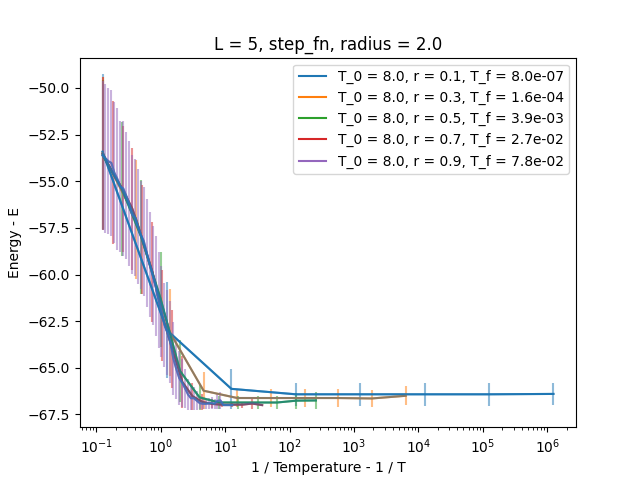 L = 5, step_fn, radius = 2.0
T_0 = 8.0, r = 0.1, T_f = 8.0e-07
T_0 = 8.0, r = 0.3, T_f = 1.6e-04
T_0 = 8.0, r = 0.5, T_f = 3.9e-03
T_0 = 8.0, r = 0.7, T_f = 2.7e-02
T_0 = 8.0, r = 0.9, T_f = 7.8e-02
Energy - E
−50.0
−52.5
−55.0
−57.5
−60.0
−62.5
−65.0
−67.5
10⁻¹ 10⁰ 10¹ 10² 10³ 10⁴ 10⁵ 10⁶
1 / Temperature - 1 / T